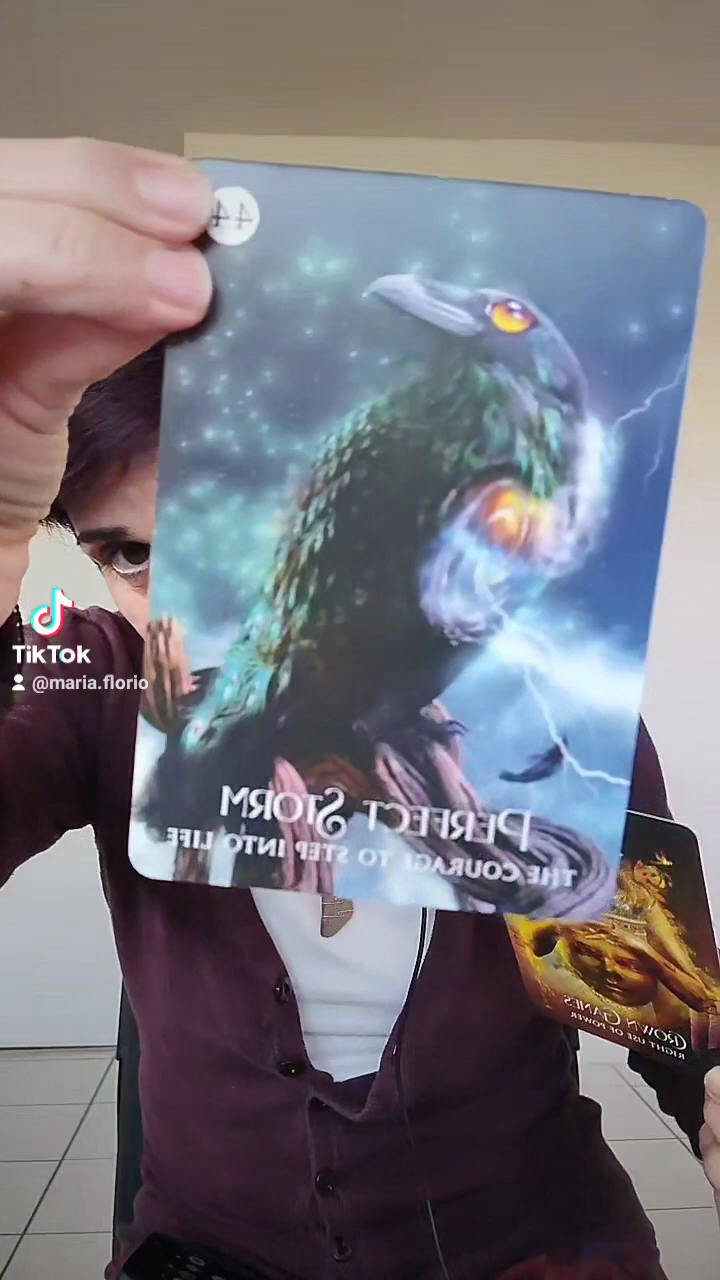 44
PERFECT STORM
THE COURAGE TO STEP INTO LIFE
TikTok
@maria.florio
CROWN GAMES
RIGHT USE OF POWER